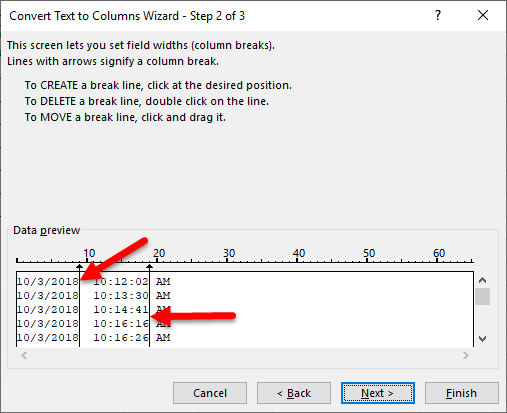 Convert Text to Columns Wizard - Step 2 of 3 ?
This screen lets you set field widths (column breaks).
Lines with arrows signify a column break.
To CREATE a break line, click at the desired position.
To DELETE a break line, double click on the line.
To MOVE a break line, click and drag it.
Data preview
10 20 30 40 50 60
10/3/2018 10:12:02 AM
10/3/2018 10:13:30 AM
10/3/2018 10:14:41 AM
10/3/2018 10:16:16 AM
10/3/2018 10:16:26 AM
Cancel < Back Next > Finish